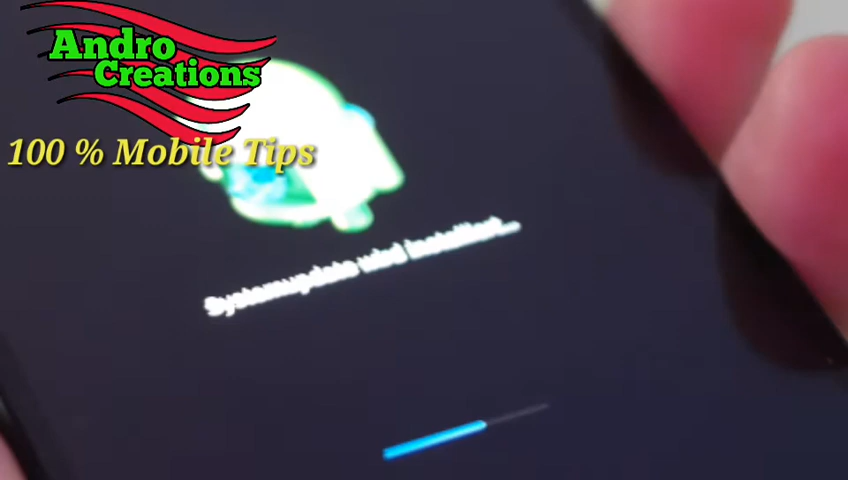 Andro
Creations
100 % Mobile Tips
Systemupdate wird installiert...